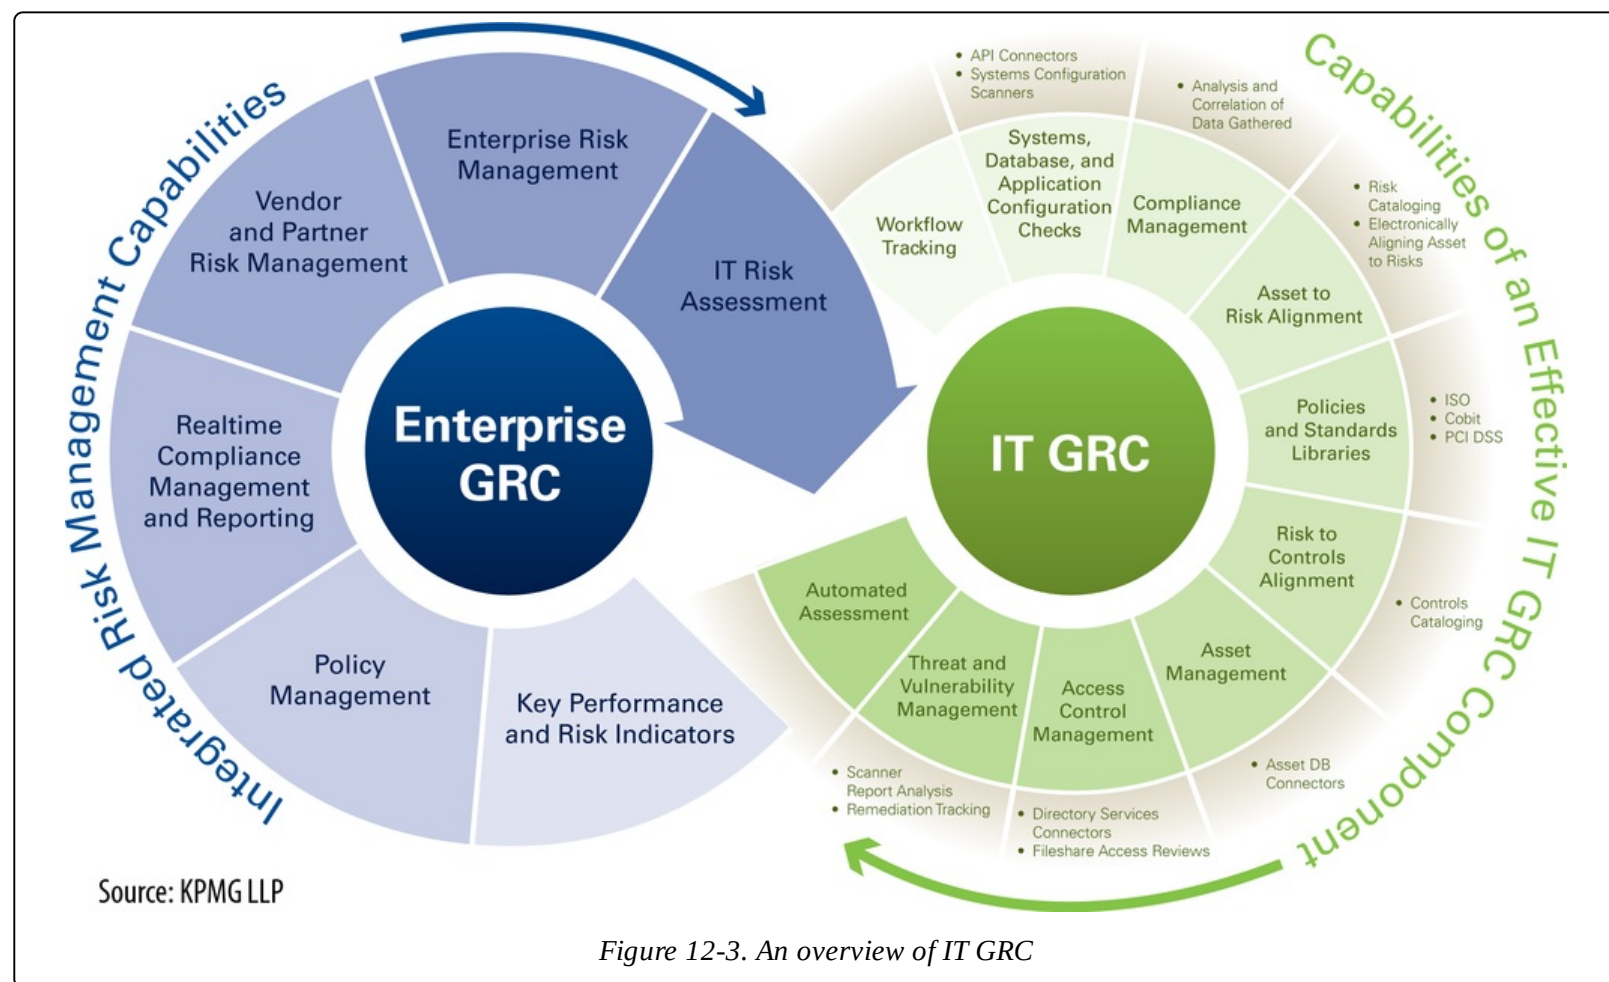 Integrated Risk Management Capabilities
Enterprise Risk
Management
IT Risk
Assessment
Vendor
and Partner
Risk Management
Realtime
Compliance
Management
and Reporting
Policy
Management
Key Performance
and Risk Indicators
Enterprise
GRC
Capabilities of an Effective IT GRC Component
IT GRC
Workflow
Tracking
• API Connectors
• Systems Configuration
Scanners
Systems,
Database, and
Application
Configuration
Checks
• Analysis and
Correlation of
Data Gathered
Compliance
Management
• Risk
Cataloging
• Electronically
Aligning Asset
to Risks
Asset to
Risk Alignment
• ISO
• Cobit
• PCI DSS
Policies
and Standards
Libraries
• Controls
Cataloging
Risk to
Controls
Alignment
• Asset DB
Connectors
Asset
Management
• Directory Services
Connectors
• Fileshare Access Reviews
Access
Control
Management
• Scanner
Report Analysis
• Remediation Tracking
Threat and
Vulnerability
Management
Automated
Assessment
Source: KPMG LLP
Figure 12-3. An overview of IT GRC